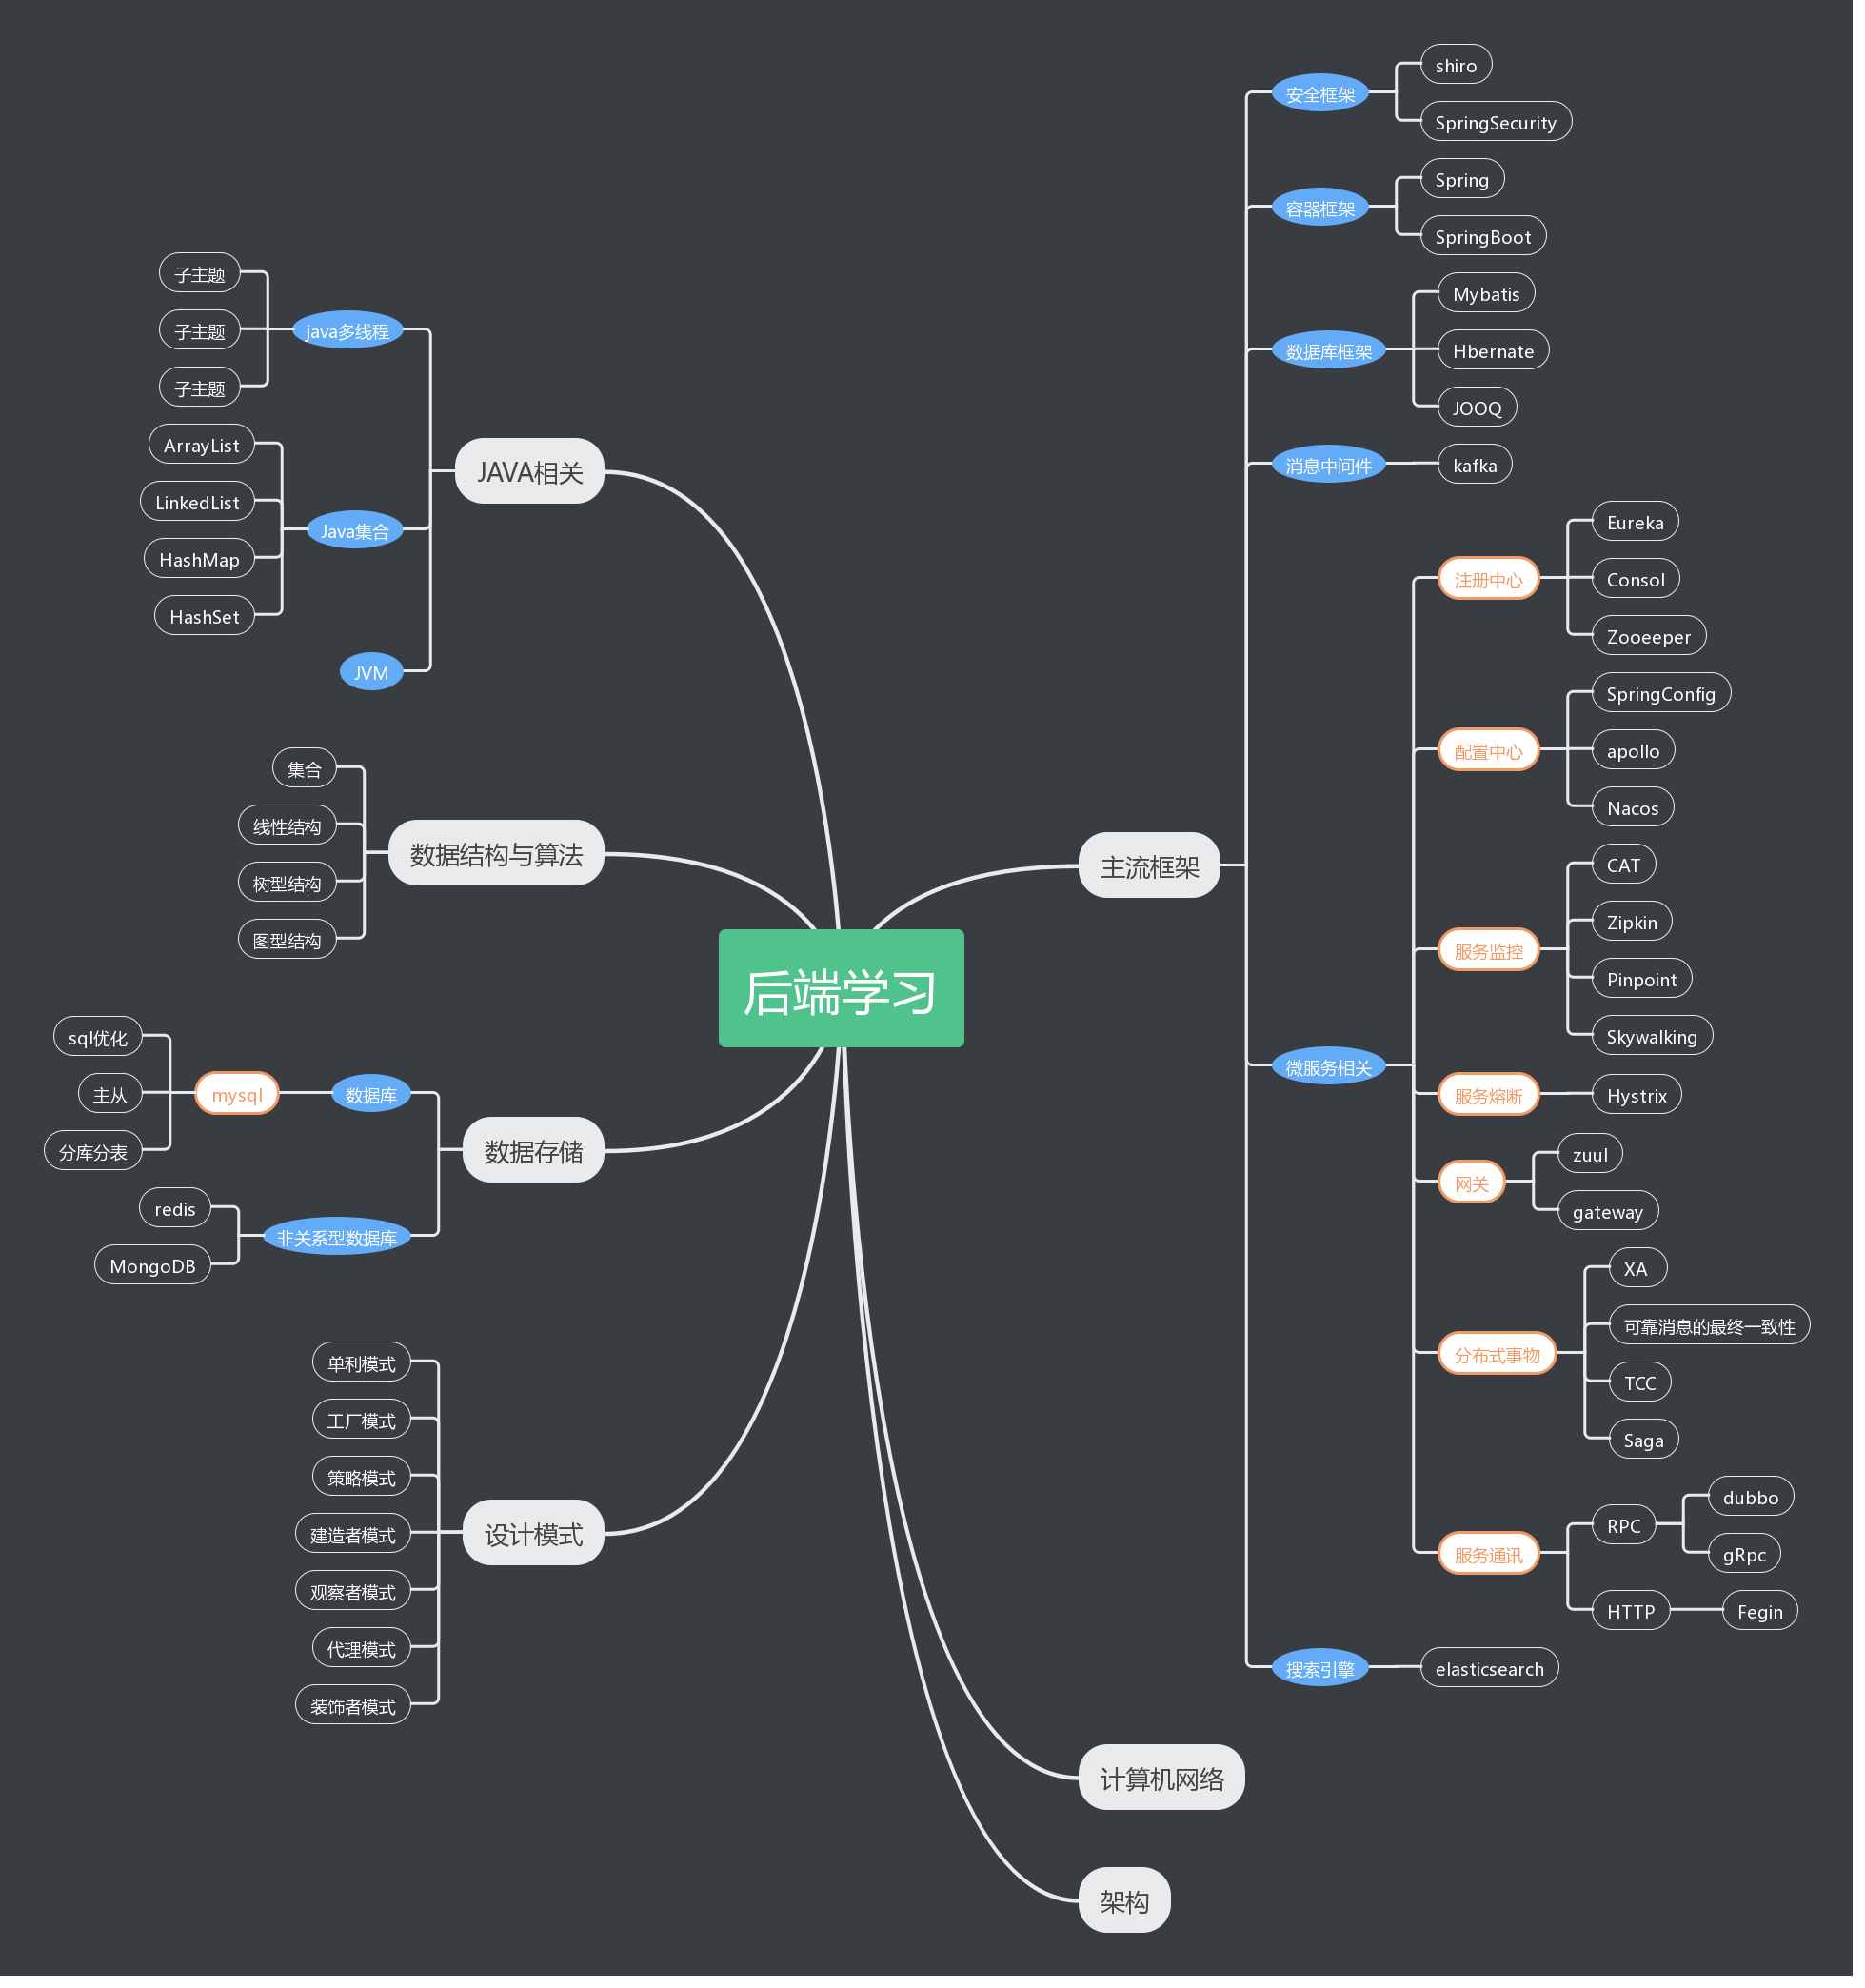 后端学习
JAVA相关
java多线程
子主题
子主题
子主题
Java集合
ArrayList
LinkedList
HashMap
HashSet
JVM
数据结构与算法
集合
线性结构
树型结构
图型结构
数据存储
数据库
mysql
sql优化
主从
分库分表
非关系型数据库
redis
MongoDB
设计模式
单利模式
工厂模式
策略模式
建造者模式
观察者模式
代理模式
装饰者模式
主流框架
安全框架
shiro
SpringSecurity
容器框架
Spring
SpringBoot
数据库框架
Mybatis
Hbernate
JOOQ
消息中间件
kafka
微服务相关
注册中心
Eureka
Consol
Zooeeper
配置中心
SpringConfig
apollo
Nacos
服务监控
CAT
Zipkin
Pinpoint
Skywalking
服务熔断
Hystrix
网关
zuul
gateway
分布式事物
XA
可靠消息的最终一致性
TCC
Saga
服务通讯
RPC
dubbo
gRpc
HTTP
Fegin
搜索引擎
elasticsearch
计算机网络
架构